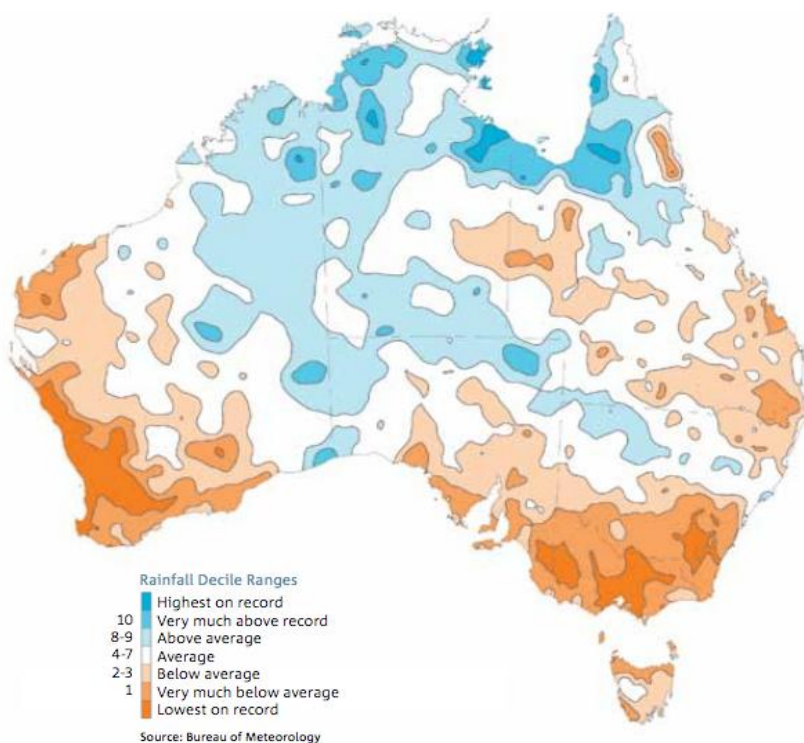 Rainfall Decile Ranges
Highest on record
10 Very much above record
8-9 Above average
4-7 Average
2-3 Below average
1 Very much below average
Lowest on record
Source: Bureau of Meteorology